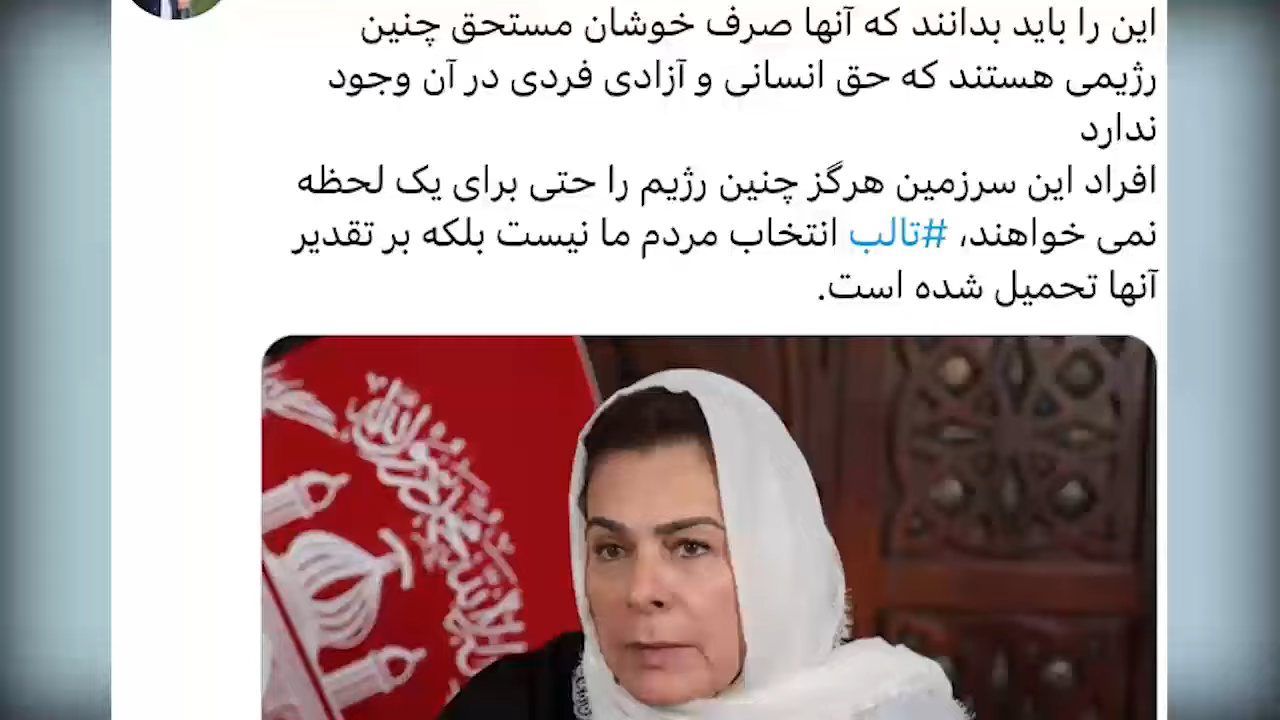 این را باید بدانند که آنها صرف خوشان مستحق چنین
رژیمی هستند که حق انسانی و آزادی فردی در آن وجود
ندارد
افراد این سرزمین هرگز چنین رژیم را حتی برای یک لحظه
نمی خواهند، #تالب انتخاب مردم ما نیست بلکه بر تقدیر
آنها تحمیل شده است.